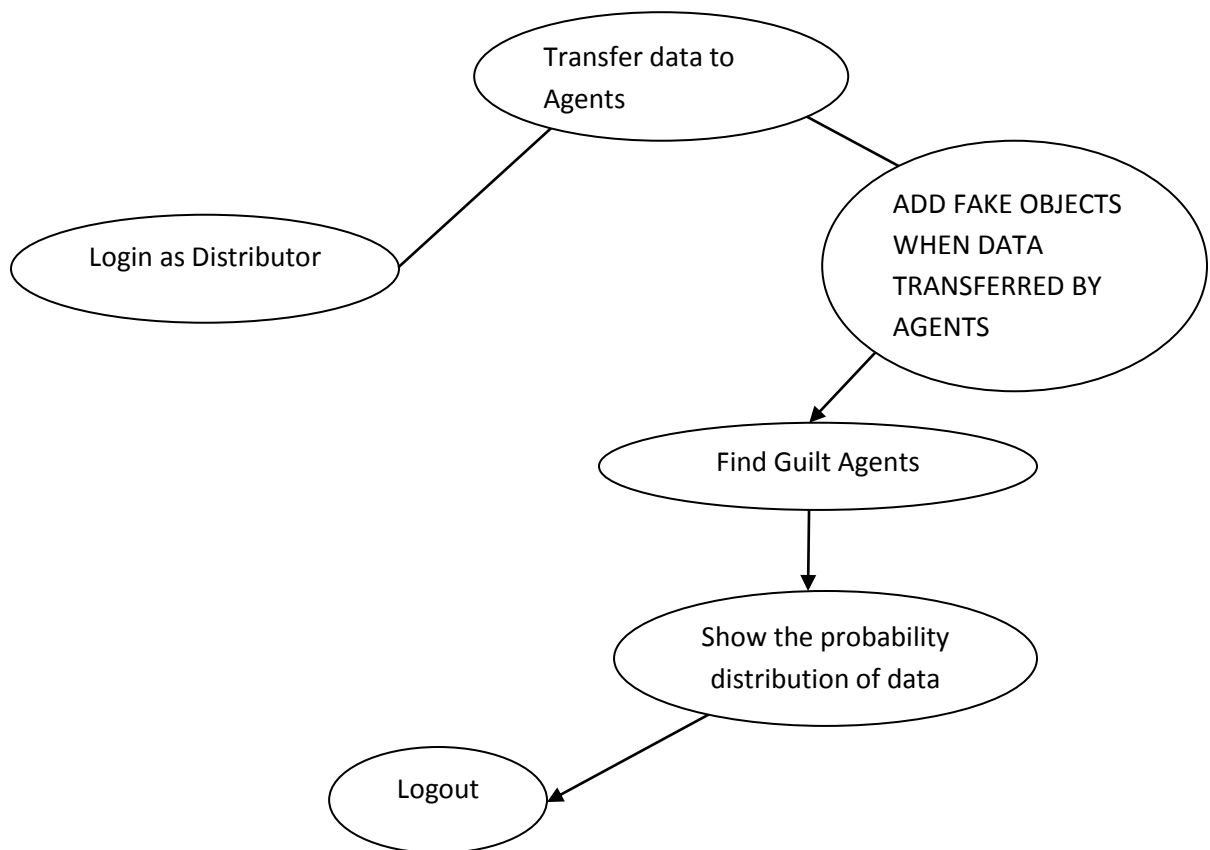 Transfer data to
Agents
Login as Distributor
ADD FAKE OBJECTS
WHEN DATA
TRANSFERRED BY
AGENTS
Find Guilt Agents
Show the probability
distribution of data
Logout